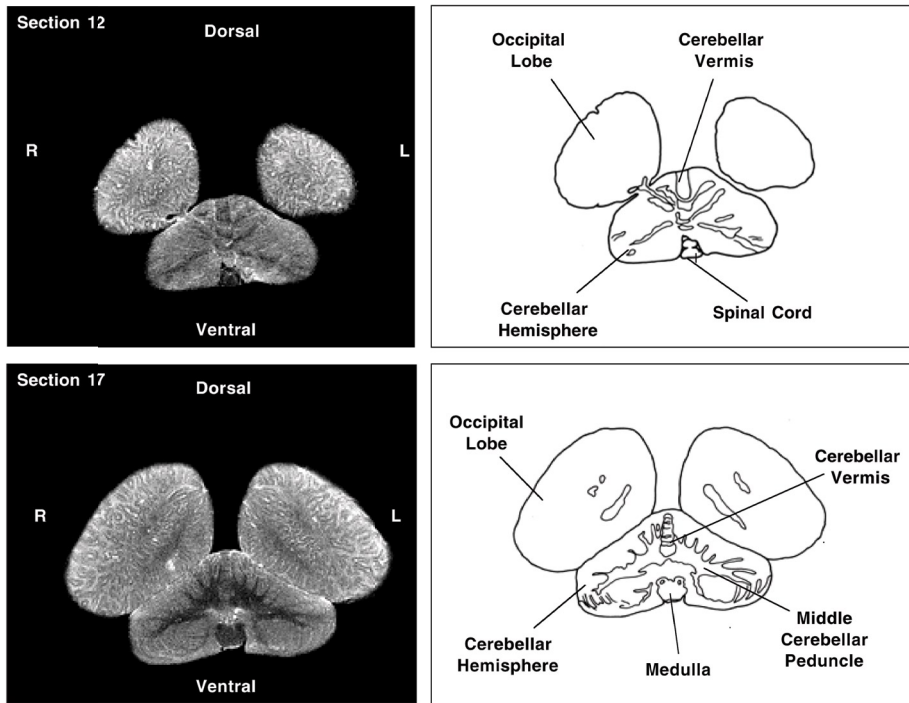 Section 12
Dorsal
R
L
Ventral
Occipital
Lobe
Cerebellar
Vermis
Cerebellar
Hemisphere
Spinal Cord
Section 17
Dorsal
R
L
Ventral
Occipital
Lobe
Cerebellar
Vermis
Cerebellar
Hemisphere
Medulla
Middle
Cerebellar
Peduncle